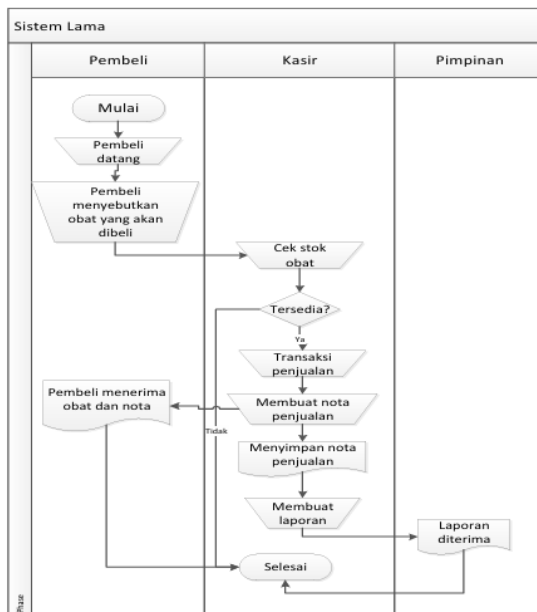 Sistem Lama
Pembeli
Kasir
Pimpinan
Mulai
Pembeli
datang
Pembeli
menyebutkan
obat yang akan
dibeli
Cek stok
obat
Tersedia?
Ya
Transaksi
penjualan
Pembeli menerima
obat dan nota
Membuat nota
penjualan
Tidak
Menyimpan nota
penjualan
Membuat
laporan
Laporan
diterima
Selesai
Phase